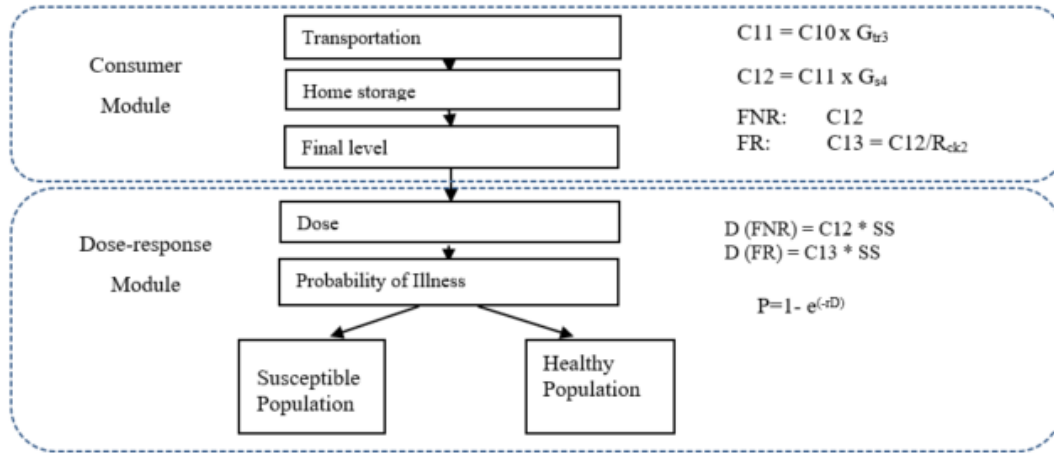 Consumer
Module
Transportation
Home storage
Final level
C11 = C10 x Gtr3
C12 = C11 x Gs4
FNR: C12
FR: C13 = C12/Rck2
Dose-response
Module
Dose
Probability of Illness
Susceptible
Population
Healthy
Population
D (FNR) = C12 * SS
D (FR) = C13 * SS
P=1- e(-rD)